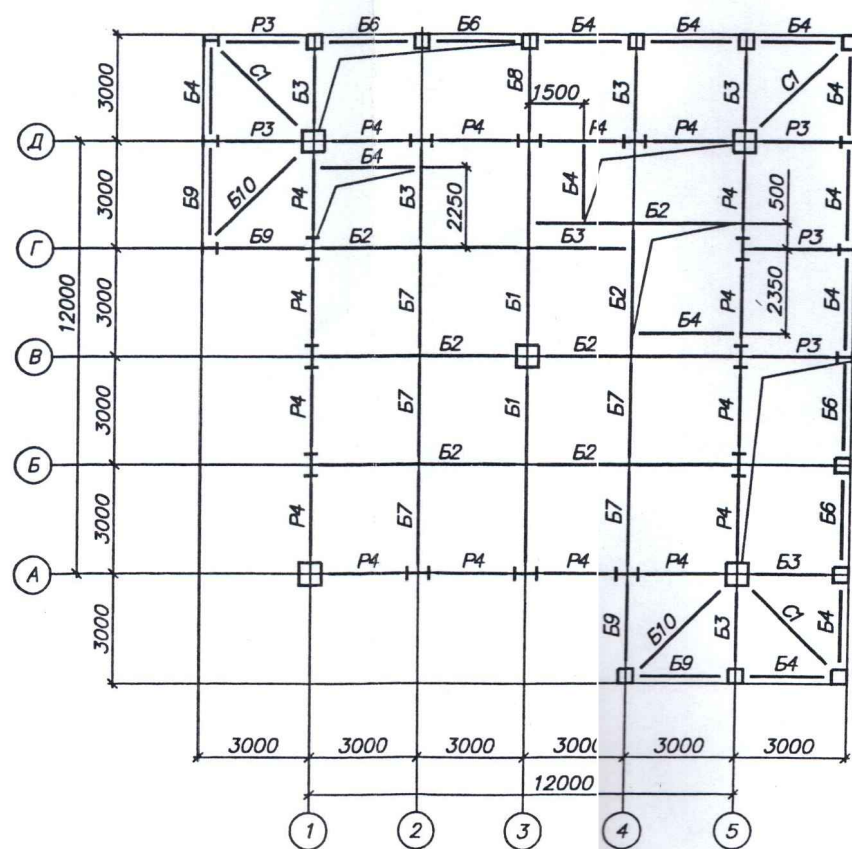 Р3 Б6 Б6 Б4 Б4 Б4
3000 Б4 С1 Б3 Б8 Б3 Б3 С1 Б4
1500
Д Р3 Р4 Р4 Р4 Р4 Р3
Б4
3000 Б9 Б10 Р4 Б3 2250 Б4 Б2 Р4 500 Б4
Г Б9 Б2 Б3 Р3
12000 3000 Р4 Б7 Б1 Б2 Р4 2350 Б4
Б4
В Б2 Б2 Р3
3000 Р4 Б7 Б1 Б7 Р4 Б6
Б Б2 Б2
3000 Р4 Б7 Б7 Р4 Б6
А Р4 Р4 Р4 Р4 Б3
3000 Б9 Б10 Б3 С1 Б4
Б9 Б4
3000 3000 3000 3000 3000 3000
12000
1 2 3 4 5